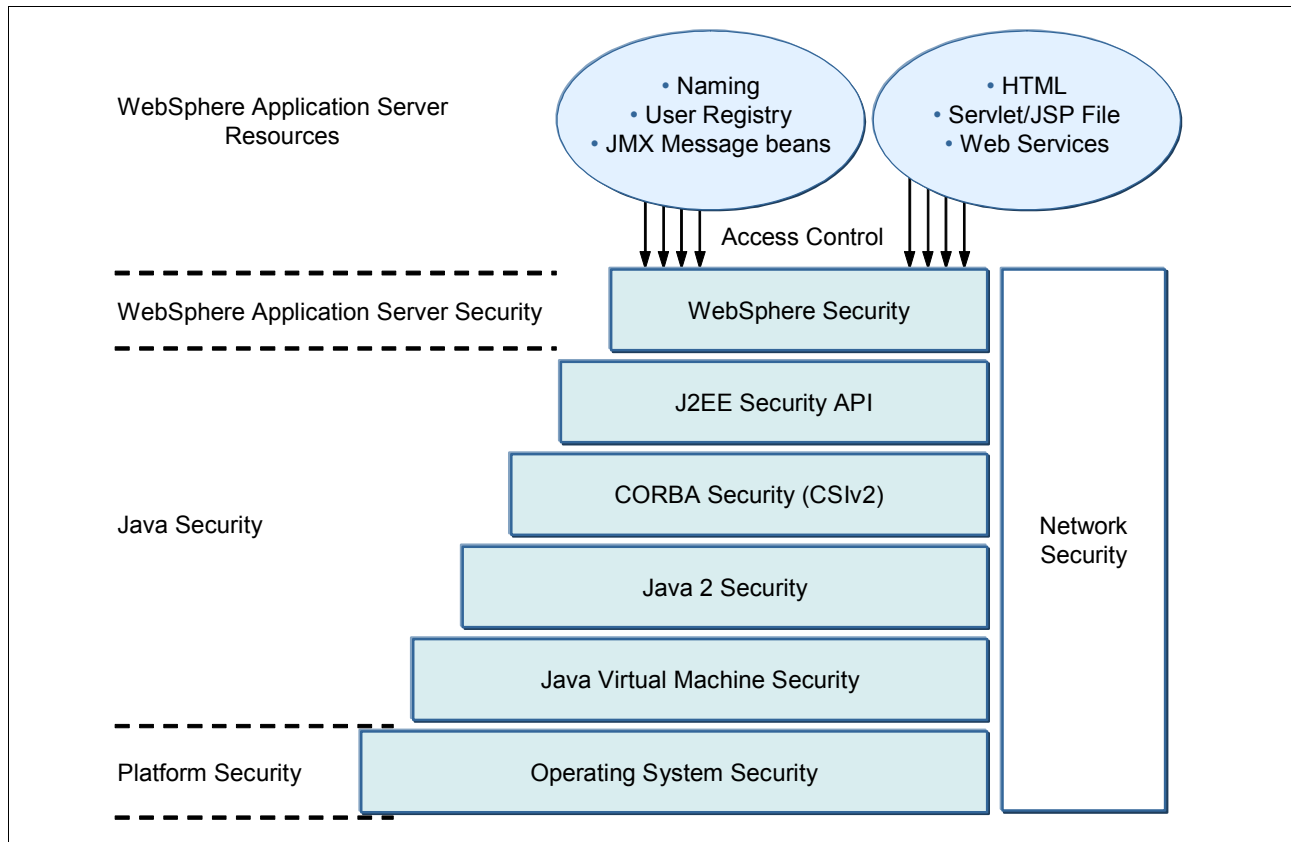 WebSphere Application Server
Resources
• Naming
• User Registry
• JMX Message beans
• HTML
• Servlet/JSP File
• Web Services
Access Control
WebSphere Application Server Security
WebSphere Security
J2EE Security API
CORBA Security (CSIv2)
Java Security
Java 2 Security
Java Virtual Machine Security
Network
Security
Platform Security
Operating System Security